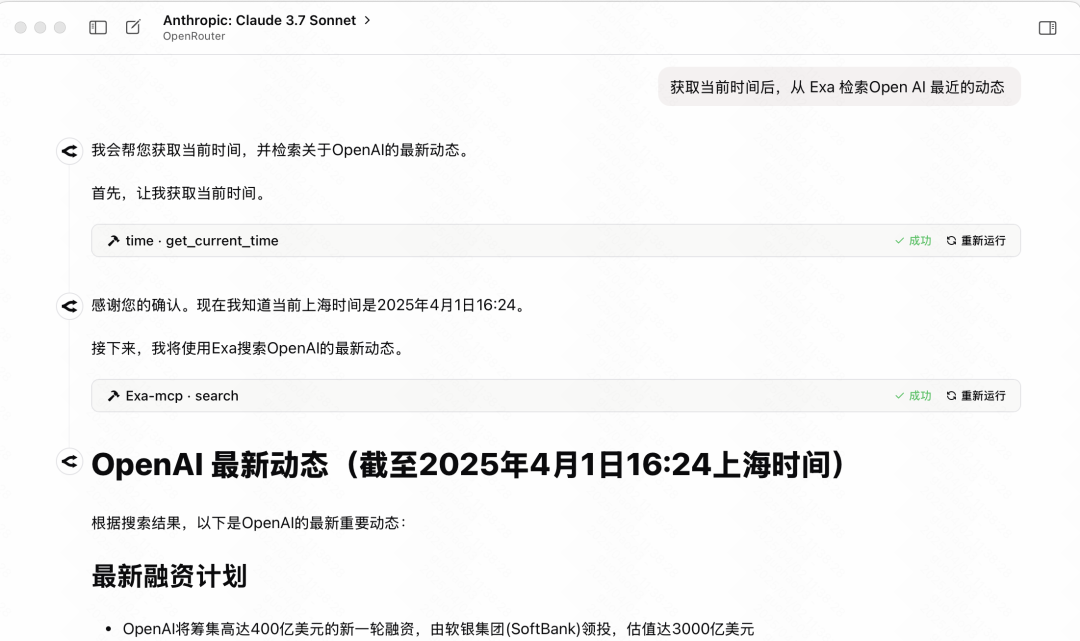 Anthropic: Claude 3.7 Sonnet
OpenRouter
获取当前时间后，从 Exa 检索Open AI 最近的动态
我会帮您获取当前时间，并检索关于OpenAI的最新动态。
首先，让我获取当前时间。
time · get_current_time 成功 重新运行
感谢您的确认。现在我知道当前上海时间是2025年4月1日16:24。
接下来，我将使用Exa搜索OpenAI的最新动态。
Exa-mcp · search 成功 重新运行
OpenAI 最新动态（截至2025年4月1日16:24上海时间）
根据搜索结果，以下是OpenAI的最新重要动态：
最新融资计划
• OpenAI将筹集高达400亿美元的新一轮融资，由软银集团(SoftBank)领投，估值达3000亿美元